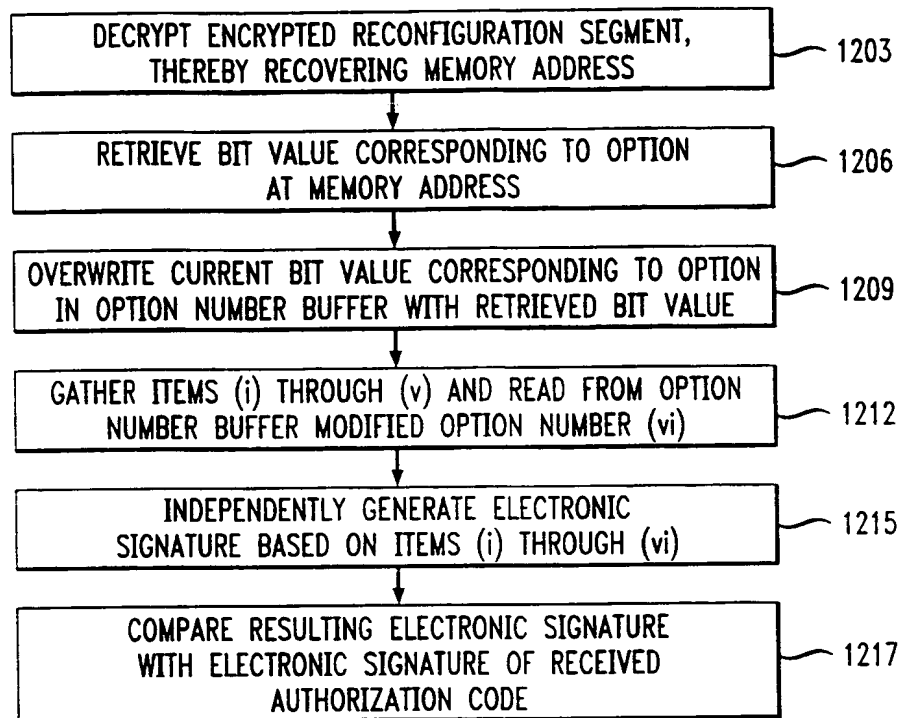 DECRYPT ENCRYPTED RECONFIGURATION SEGMENT,
THEREBY RECOVERING MEMORY ADDRESS
1203
RETRIEVE BIT VALUE CORRESPONDING TO OPTION
AT MEMORY ADDRESS
1206
OVERWRITE CURRENT BIT VALUE CORRESPONDING TO OPTION
IN OPTION NUMBER BUFFER WITH RETRIEVED BIT VALUE
1209
GATHER ITEMS (i) THROUGH (v) AND READ FROM OPTION
NUMBER BUFFER MODIFIED OPTION NUMBER (vi)
1212
INDEPENDENTLY GENERATE ELECTRONIC
SIGNATURE BASED ON ITEMS (i) THROUGH (vi)
1215
COMPARE RESULTING ELECTRONIC SIGNATURE
WITH ELECTRONIC SIGNATURE OF RECEIVED
AUTHORIZATION CODE
1217